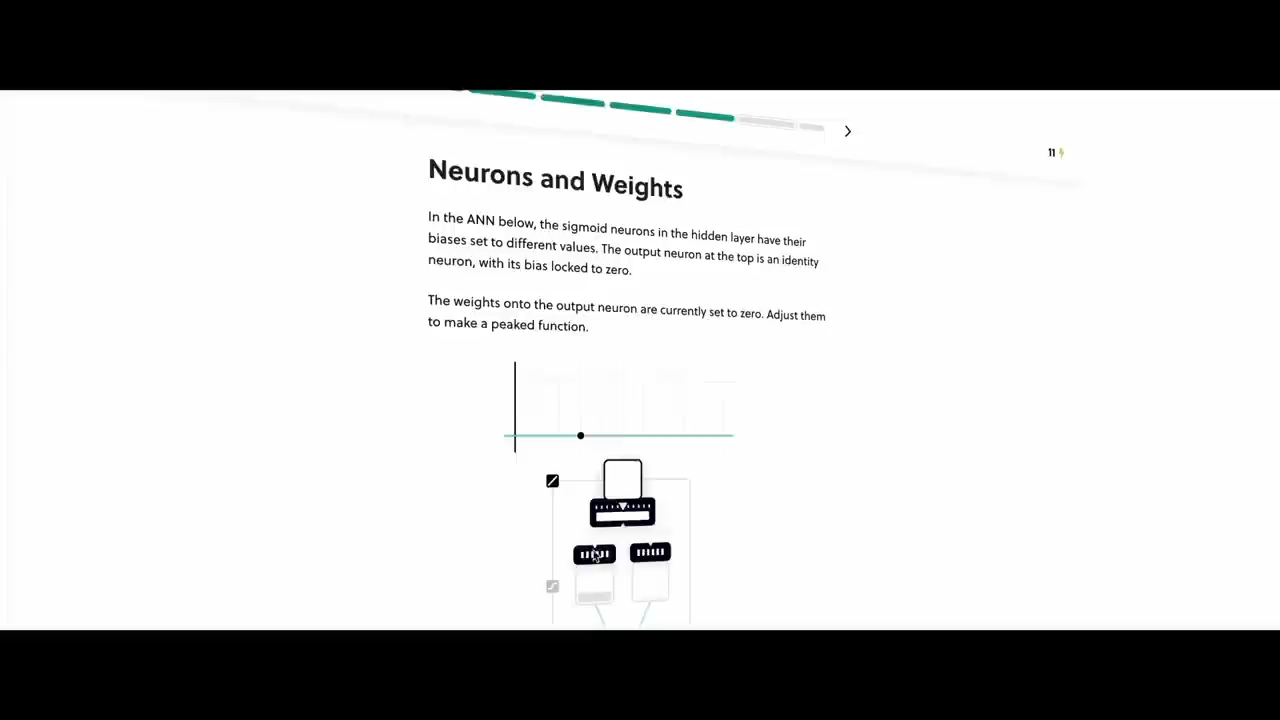 11
Neurons and Weights
In the ANN below, the sigmoid neurons in the hidden layer have their
biases set to different values. The output neuron at the top is an identity
neuron, with its bias locked to zero.
The weights onto the output neuron are currently set to zero. Adjust them
to make a peaked function.